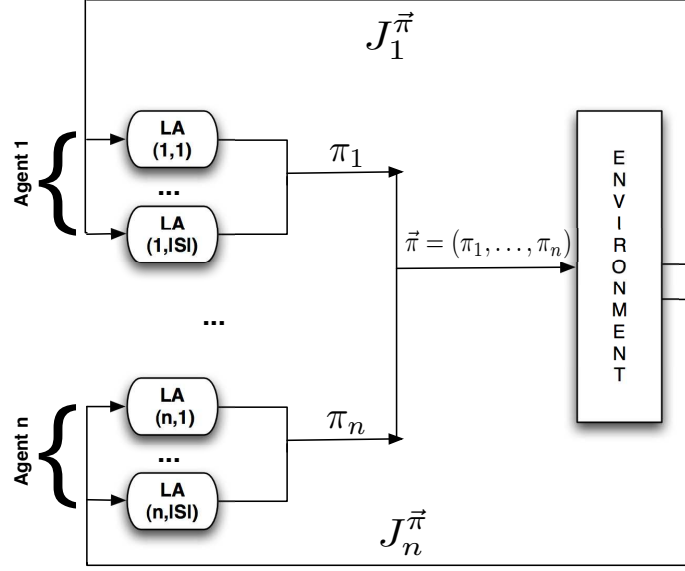 J_1^{\vec{\pi}}
Agent 1
LA
(1,1)
...
LA
(1,|S|)
π_1
\vec{π} = (π_1, . . . , π_n)
ENVIRONMENT
...
Agent n
LA
(n,1)
...
LA
(n,|S|)
π_n
J_n^{\vec{\pi}}